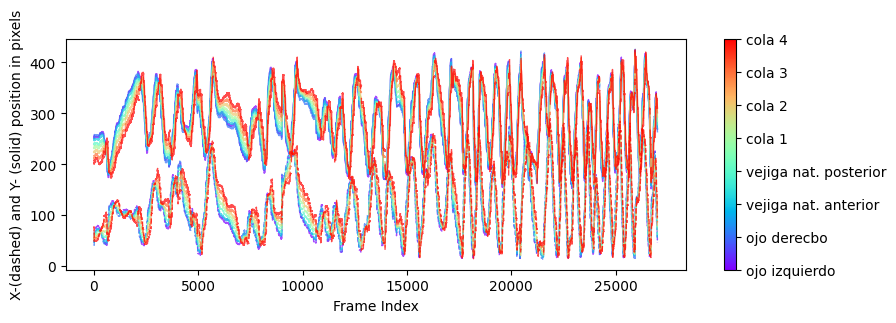 X-(dashed) and Y- (solid) position in pixels
400
300
200
100
0
0
5000
10000
15000
20000
25000
Frame Index
cola 4
cola 3
cola 2
cola 1
vejiga nat. posterior
vejiga nat. anterior
ojo derecbo
ojo izquierdo